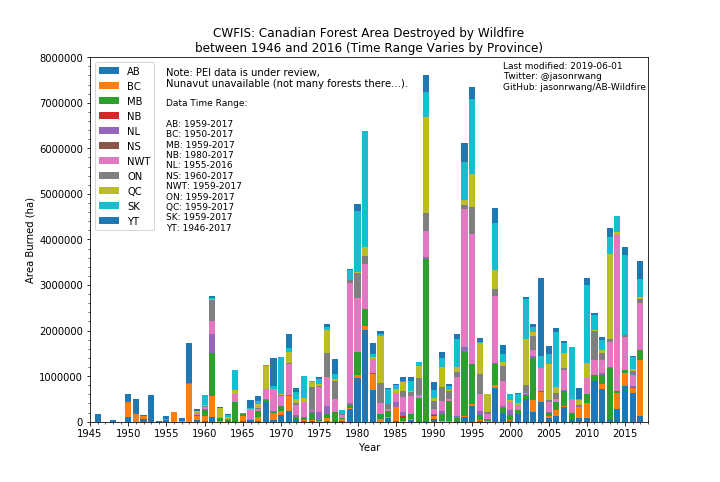 CWFIS: Canadian Forest Area Destroyed by Wildfire
between 1946 and 2016 (Time Range Varies by Province)
8000000
7000000
6000000
5000000
4000000
3000000
2000000
1000000
0
Area Burned (ha)
AB
BC
MB
NB
NL
NS
NWT
ON
QC
SK
YT
Note: PEI data is under review,
Nunavut unavailable (not many forests there...).
Data Time Range:
AB: 1959-2017
BC: 1950-2017
MB: 1959-2017
NB: 1980-2017
NL: 1955-2016
NS: 1960-2017
NWT: 1959-2017
ON: 1959-2017
QC: 1959-2017
SK: 1959-2017
YT: 1946-2017
Last modified: 2019-06-01
Twitter: @jasonrwang
GitHub: jasonrwang/AB-Wildfire
1945 1950 1955 1960 1965 1970 1975 1980 1985 1990 1995 2000 2005 2010 2015
Year